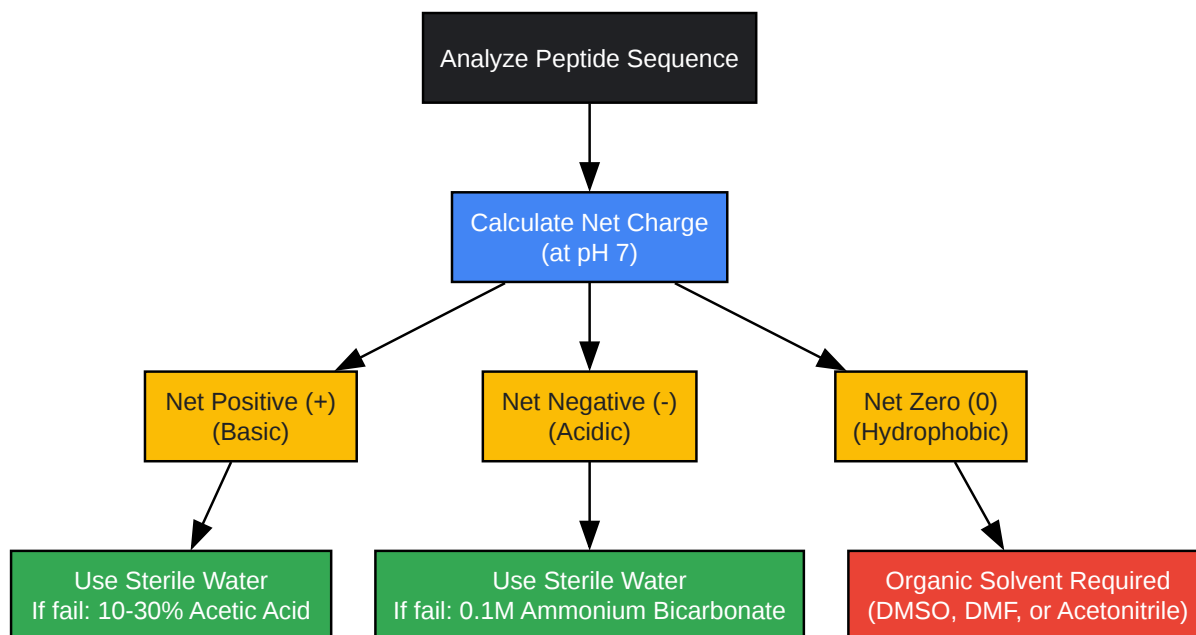 Analyze Peptide Sequence
Calculate Net Charge
(at pH 7)
Net Positive (+)
(Basic)
Net Negative (-)
(Acidic)
Net Zero (0)
(Hydrophobic)
Use Sterile Water
If fail: 10-30% Acetic Acid
Use Sterile Water
If fail: 0.1M Ammonium Bicarbonate
Organic Solvent Required
(DMSO, DMF, or Acetonitrile)